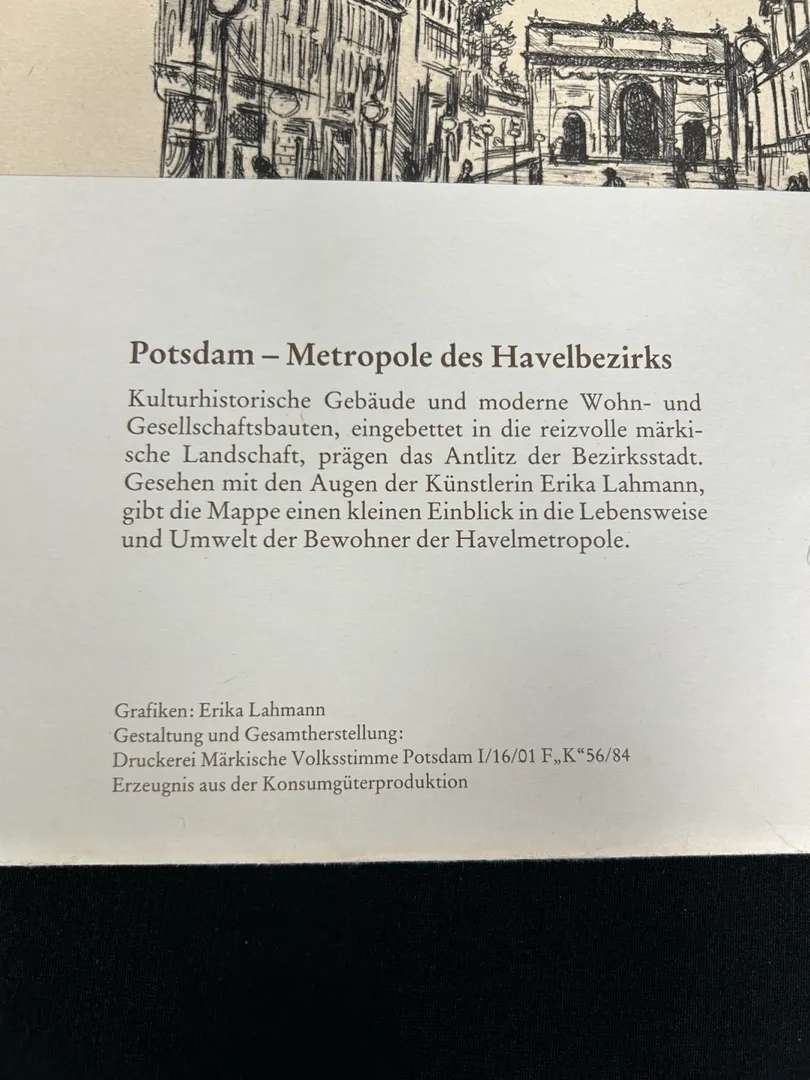 Potsdam – Metropole des Havelbezirks
Kulturhistorische Gebäude und moderne Wohn- und
Gesellschaftsbauten, eingebettet in die reizvolle märki-
sche Landschaft, prägen das Antlitz der Bezirksstadt.
Gesehen mit den Augen der Künstlerin Erika Lahmann,
gibt die Mappe einen kleinen Einblick in die Lebensweise
und Umwelt der Bewohner der Havelmetropole.
Grafiken: Erika Lahmann
Gestaltung und Gesamtherstellung:
Druckerei Märkische Volksstimme Potsdam I/16/01 F„K“56/84
Erzeugnis aus der Konsumgüterproduktion